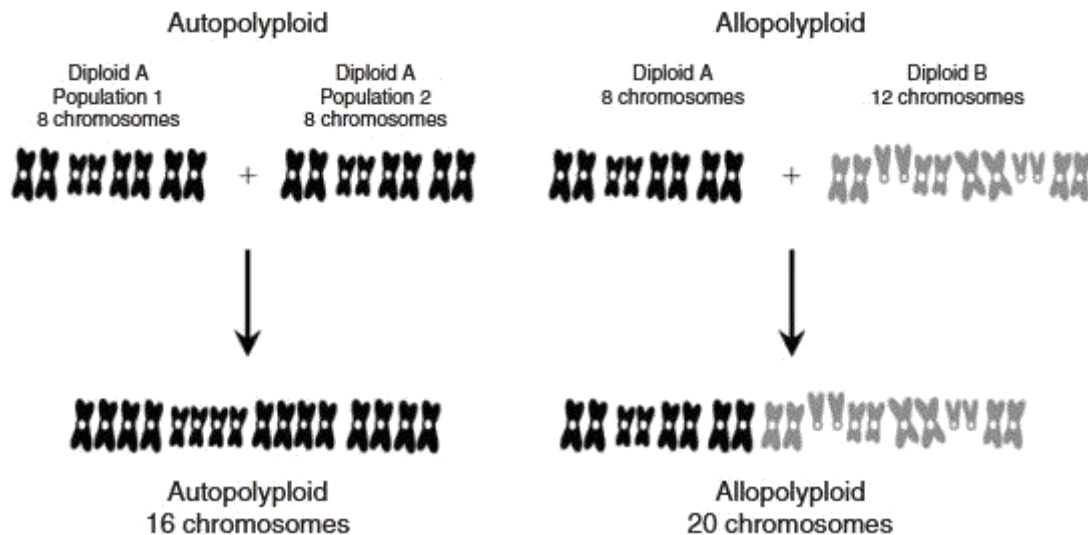 Autopolyploid
Diploid A
Population 1
8 chromosomes
Diploid A
Population 2
8 chromosomes
+
Autopolyploid
16 chromosomes
Allopolyploid
Diploid A
8 chromosomes
Diploid B
12 chromosomes
+
Allopolyploid
20 chromosomes